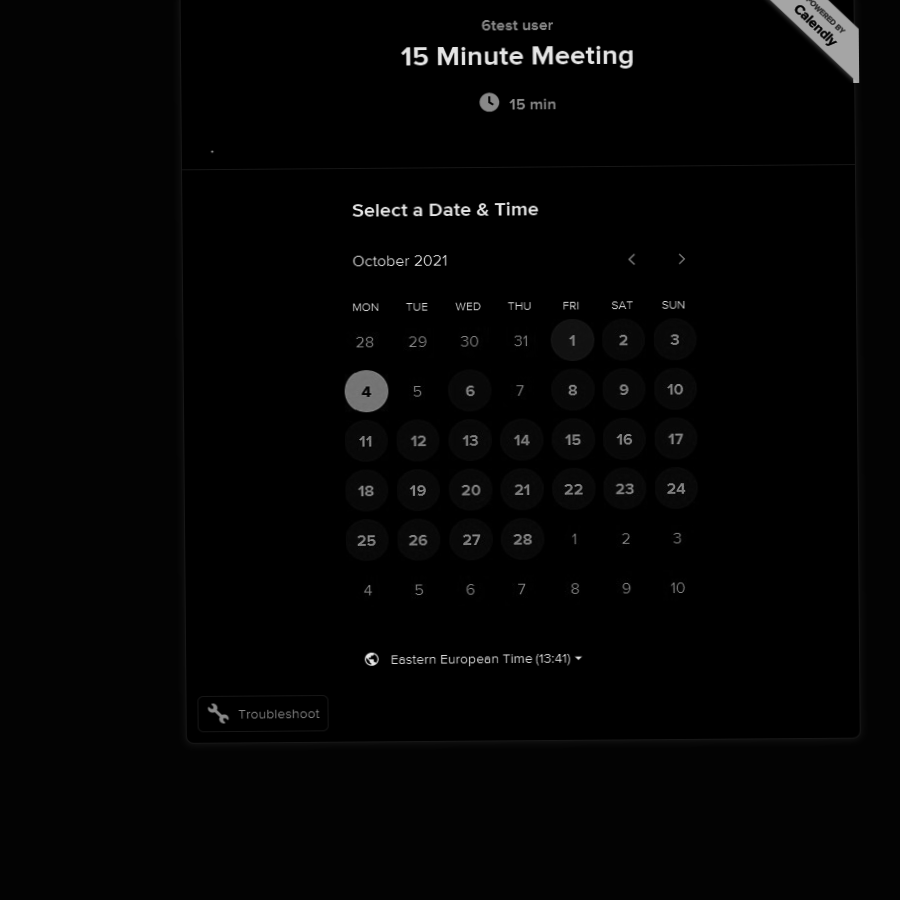 POWERED BY
Calendly
6test user
15 Minute Meeting
15 min
.
Select a Date & Time
October 2021
MON TUE WED THU FRI SAT SUN
28 29 30 31 1 2 3
4 5 6 7 8 9 10
11 12 13 14 15 16 17
18 19 20 21 22 23 24
25 26 27 28 1 2 3
4 5 6 7 8 9 10
Eastern European Time (13:41)
Troubleshoot